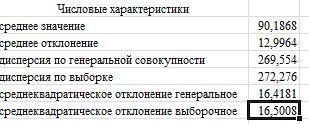 Числовые характеристики
среднее значение 90,1868
среднее отклонение 12,9964
дисперсия по генеральной совокупности 269,554
дисперсия по выборке 272,276
среднеквадратическое отклонение генеральное 16,4181
среднеквадратическое отклонение выборочное 16,5008